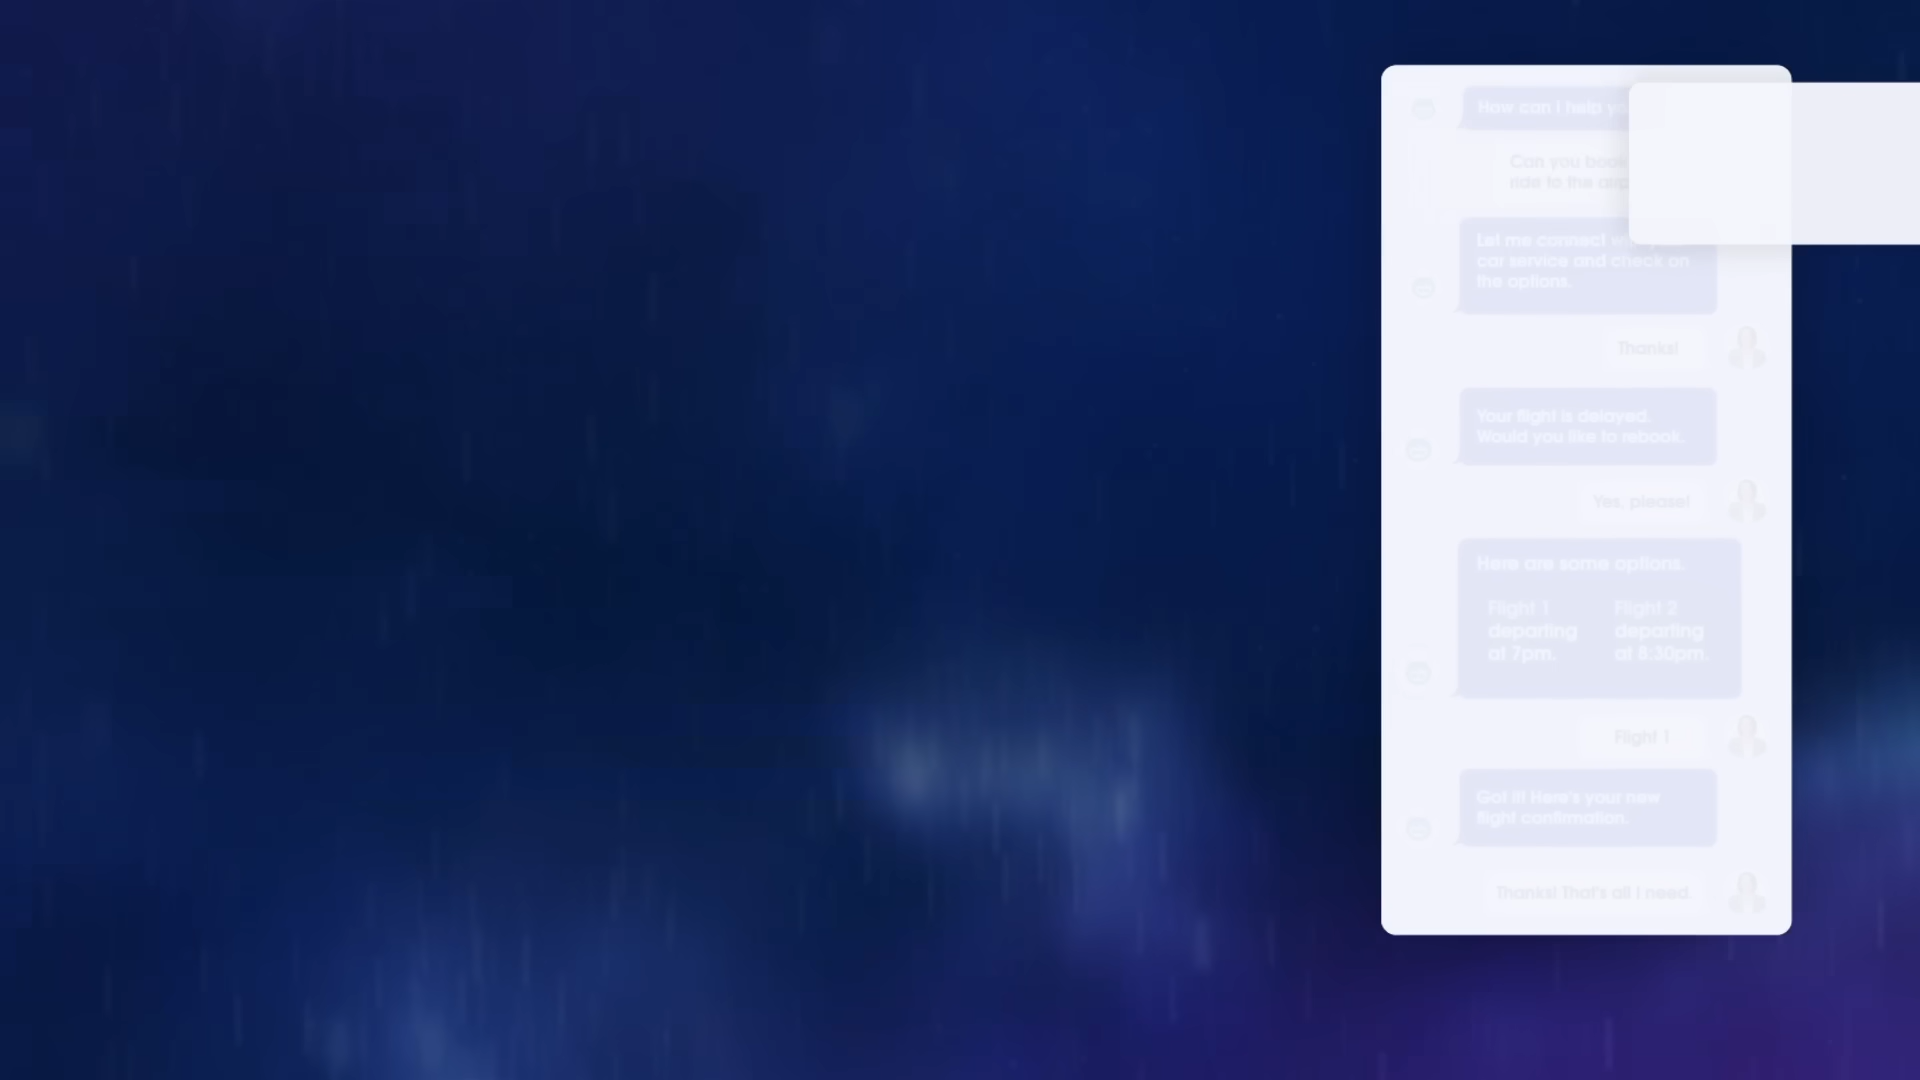 How can I help
Can you book
ride to the
Let me connect
car service and check on
the options.
Thanks!
Your flight is delayed.
Would you like to rebook.
Yes, please!
Here are some options.
Flight 1
departing
at 7pm.
Flight 2
departing
at 8:30pm.
Flight 1
Got it! Here's your new
flight confirmation.
Thanks! That's all I need.